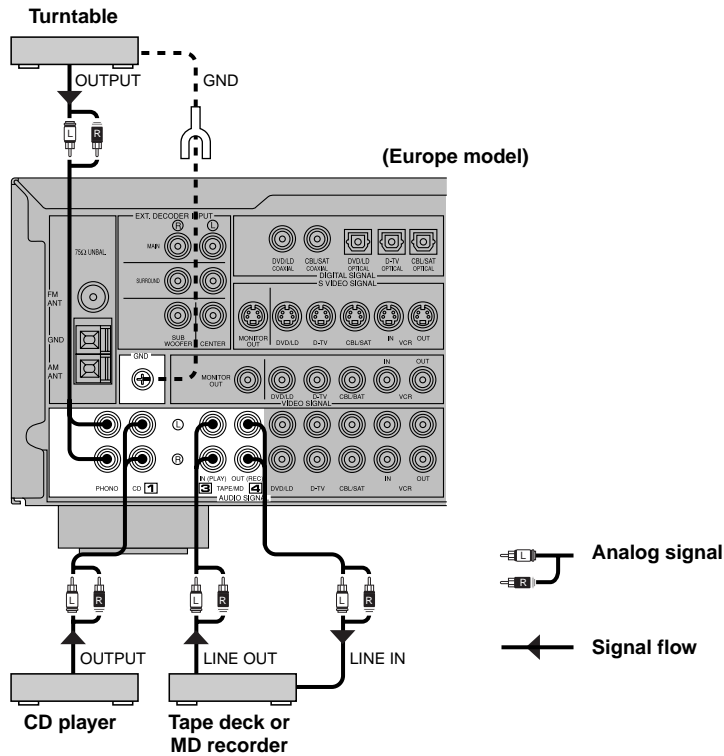 Turntable
OUTPUT
GND
L R
(Europe model)
EXT. DECODER INPUT
R L
75Ω UNBAL.
MAIN
SURROUND
SUB WOOFER
CENTER
FM ANT
GND
AM ANT
DVD/LD COAXIAL
CBL/SAT COAXIAL
DVD/LD OPTICAL
D-TV OPTICAL
CBL/SAT OPTICAL
DIGITAL SIGNAL
S VIDEO SIGNAL
MONITOR OUT
DVD/LD
D-TV
CBL/SAT
IN
OUT
VCR
GND
MONITOR OUT
DVD/LD
D-TV
CBL/BAT
IN
OUT
VCR
VIDEO SIGNAL
L
R
PHONO
CD 1
IN (PLAY)
OUT (REC)
3 TAPE/MD 4
AUDIO SIGNAL
DVD/LD
D-TV
CBL/SAT
IN
OUT
VCR
L R
L R
L R
OUTPUT
LINE OUT
LINE IN
CD player
Tape deck or
MD recorder
L
R
Analog signal
Signal flow